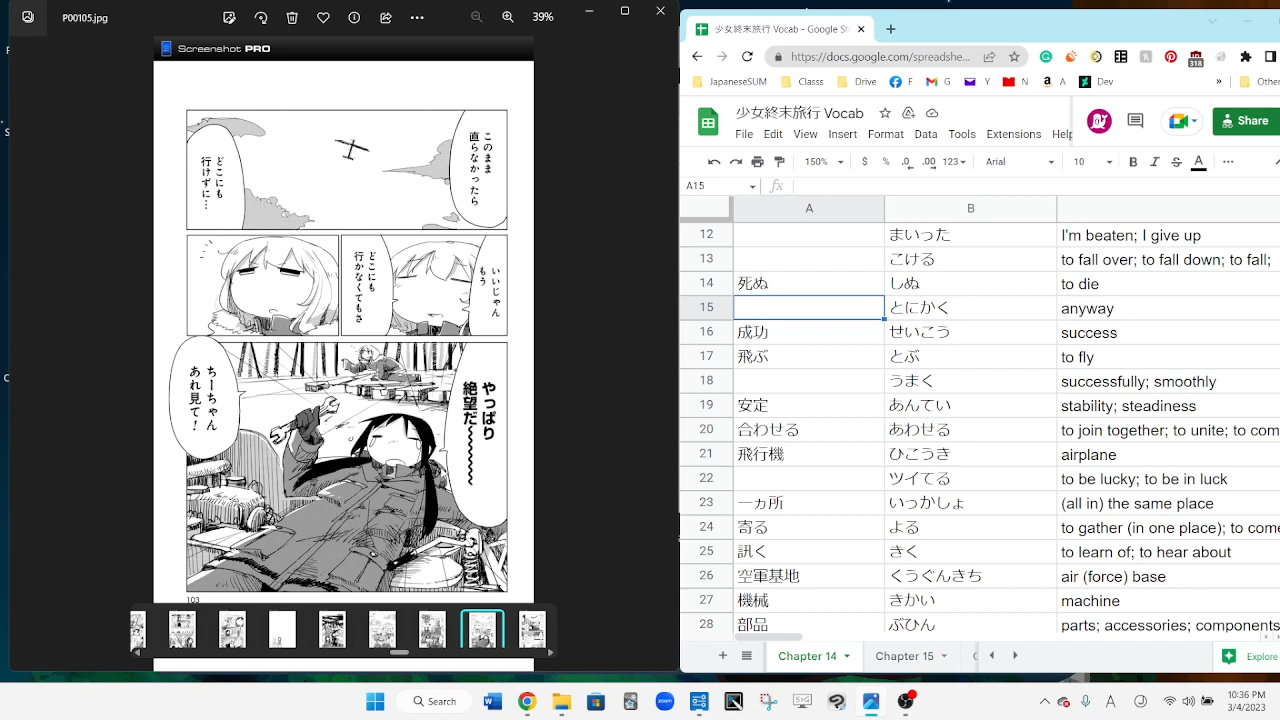 P00105.jpg
39%
Screenshot PRO
このまま
直らなかったら
どこにも
行けずに…
いいじゃん
もう
どこにも
行かなくてもさ
やっぱり
絶望だ～～～～～～
ちーちゃん
あれ見て！
103
少女終末旅行 Vocab - Google Sh
https://docs.google.com/spreadshe...
318
JapaneseSUM
Classs
Drive
F
G
Y
N
A
Dev
»
Other
少女終末旅行 Vocab
File Edit View Insert Format Data Tools Extensions Help
Share
150% $ % .0 .00 123 Arial 10 B I S A
A15 fx
A B
12 まいった I'm beaten; I give up
13 こける to fall over; to fall down; to fall;
14 死ぬ しぬ to die
15 とにかく anyway
16 成功 せいこう success
17 飛ぶ とぶ to fly
18 うまく successfully; smoothly
19 安定 あんてい stability; steadiness
20 合わせる あわせる to join together; to unite; to com
21 飛行機 ひこうき airplane
22 ツイてる to be lucky; to be in luck
23 一ヵ所 いっかしょ (all in) the same place
24 寄る よる to gather (in one place); to come
25 訊く きく to learn of; to hear about
26 空軍基地 くうぐんきち air (force) base
27 機械 きかい machine
28 部品 ぶひん parts; accessories; components
Chapter 14 Chapter 15
Explore
Search
zoom
A
10:36 PM
3/4/2023